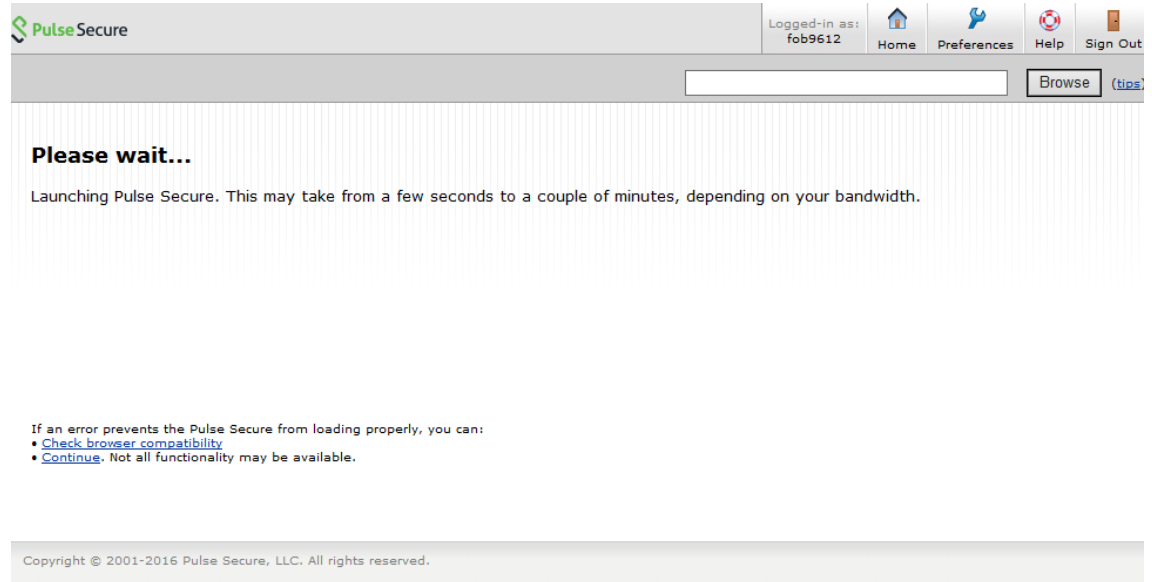 Pulse Secure
Logged-in as:
fob9612
Home
Preferences
Help
Sign Out
Browse
(tips)
Please wait...
Launching Pulse Secure. This may take from a few seconds to a couple of minutes, depending on your bandwidth.
If an error prevents the Pulse Secure from loading properly, you can:
• Check browser compatibility
• Continue. Not all functionality may be available.
Copyright © 2001-2016 Pulse Secure, LLC. All rights reserved.